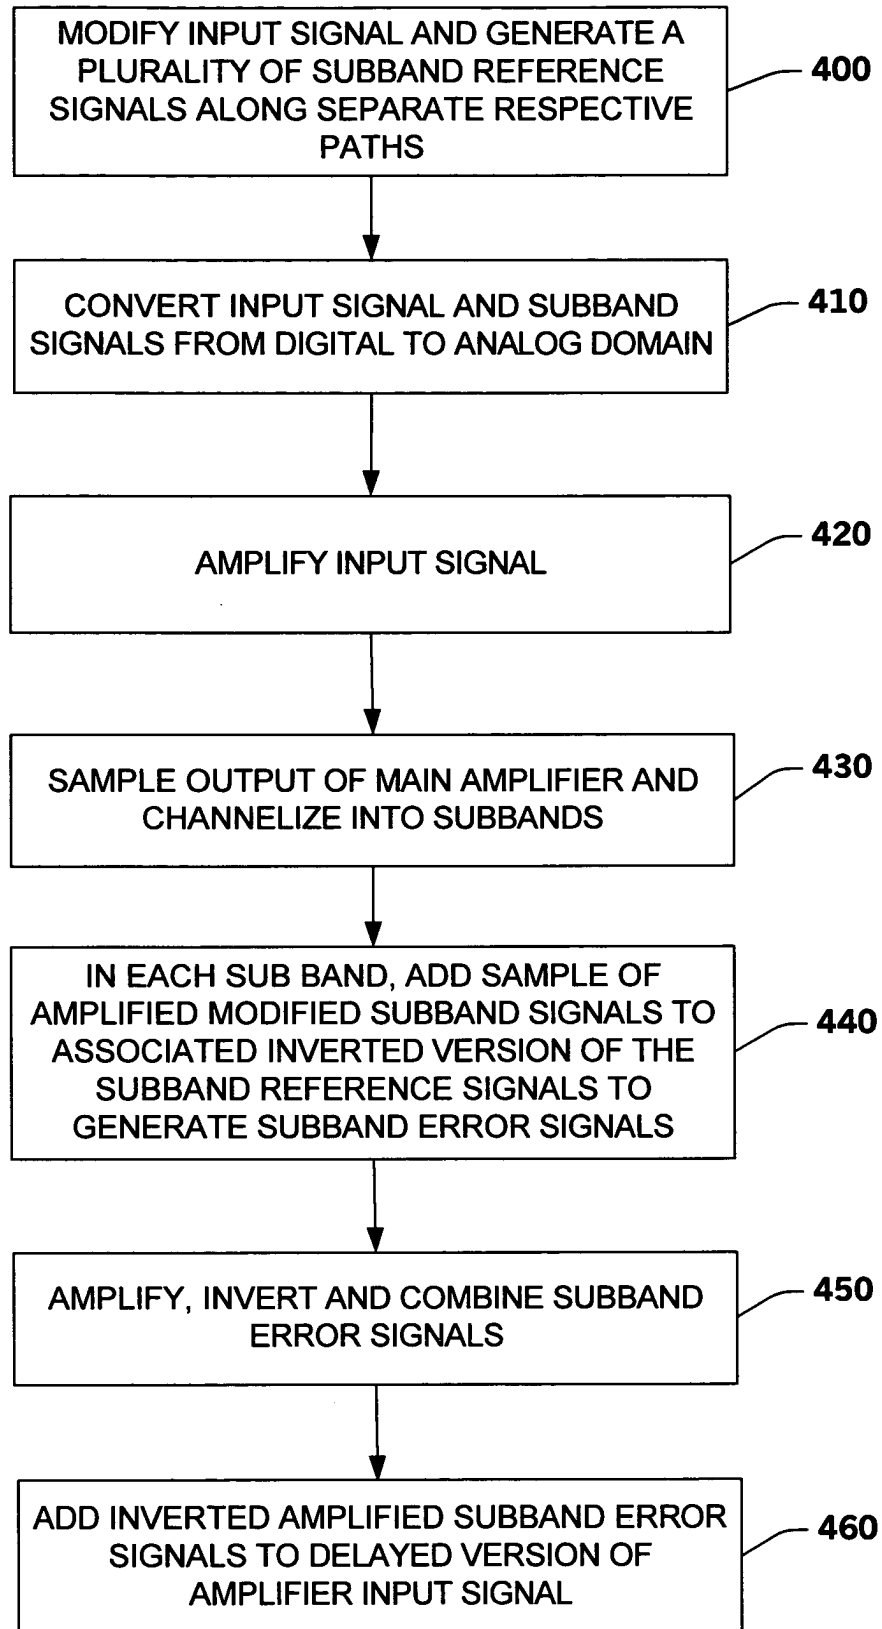 MODIFY INPUT SIGNAL AND GENERATE A
PLURALITY OF SUBBAND REFERENCE
SIGNALS ALONG SEPARATE RESPECTIVE
PATHS
400
CONVERT INPUT SIGNAL AND SUBBAND
SIGNALS FROM DIGITAL TO ANALOG DOMAIN
410
AMPLIFY INPUT SIGNAL
420
SAMPLE OUTPUT OF MAIN AMPLIFIER AND
CHANNELIZE INTO SUBBANDS
430
IN EACH SUB BAND, ADD SAMPLE OF
AMPLIFIED MODIFIED SUBBAND SIGNALS TO
ASSOCIATED INVERTED VERSION OF THE
SUBBAND REFERENCE SIGNALS TO
GENERATE SUBBAND ERROR SIGNALS
440
AMPLIFY, INVERT AND COMBINE SUBBAND
ERROR SIGNALS
450
ADD INVERTED AMPLIFIED SUBBAND ERROR
SIGNALS TO DELAYED VERSION OF
AMPLIFIER INPUT SIGNAL
460